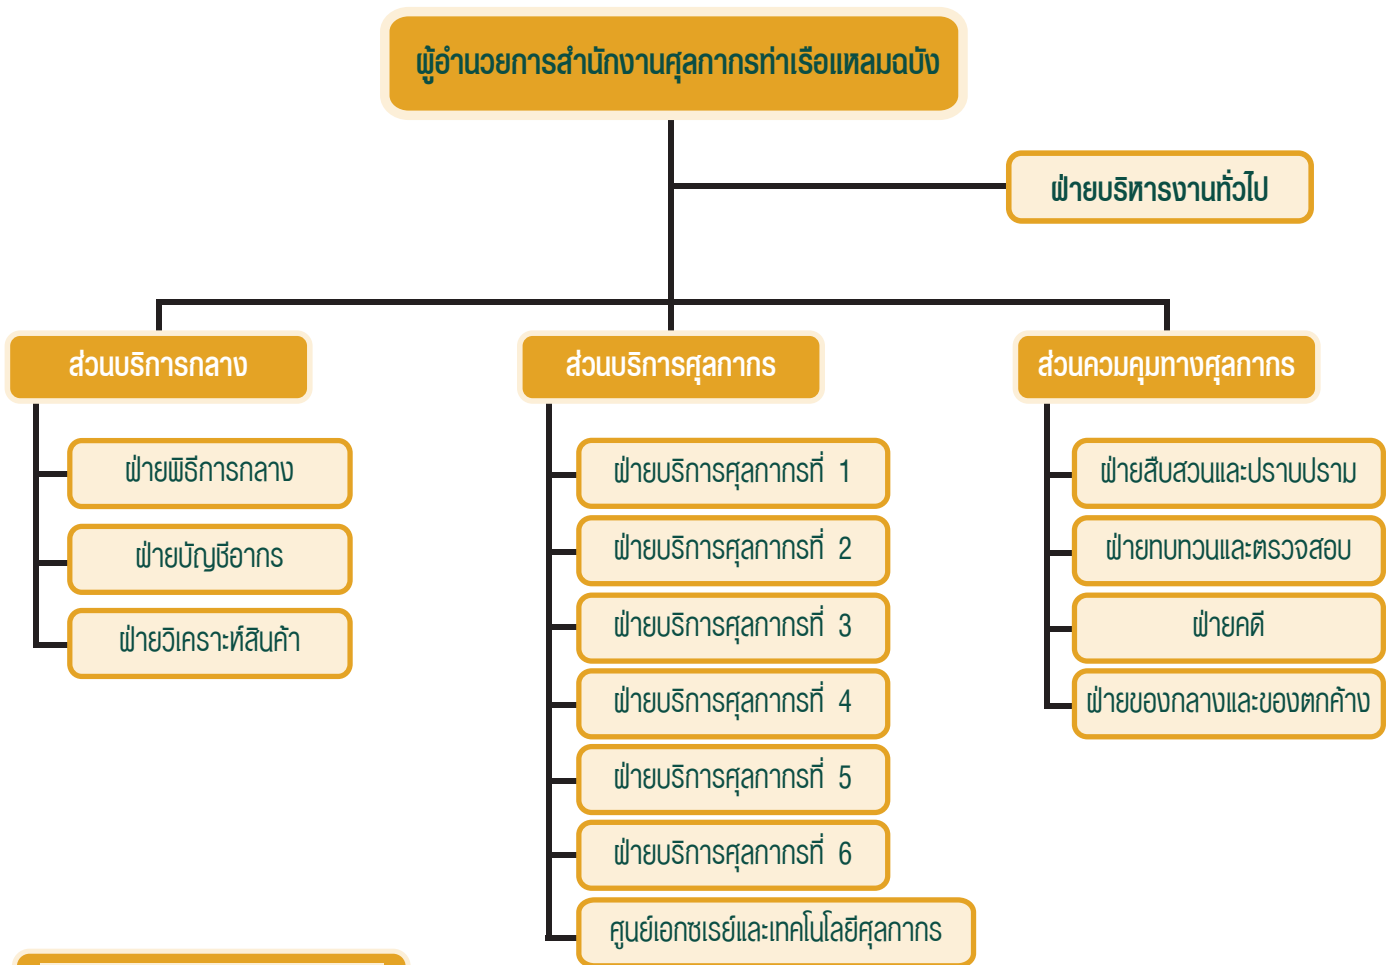 ผู้อำนวยการสำนักงานศุลกากรท่าเรือแหลมฉบัง
ฝ่ายบริหารงานทั่วไป
ส่วนบริการกลาง
ฝ่ายพิธีการกลาง
ฝ่ายบัญชีอากร
ฝ่ายวิเคราะห์สินค้า
ส่วนบริการศุลกากร
ฝ่ายบริการศุลกากรที่ 1
ฝ่ายบริการศุลกากรที่ 2
ฝ่ายบริการศุลกากรที่ 3
ฝ่ายบริการศุลกากรที่ 4
ฝ่ายบริการศุลกากรที่ 5
ฝ่ายบริการศุลกากรที่ 6
ศูนย์เอกซเรย์และเทคโนโลยีศุลกากร
ส่วนควมคุมทางศุลกากร
ฝ่ายสืบสวนและปราบปราม
ฝ่ายทบทวนและตรวจสอบ
ฝ่ายคดี
ฝ่ายของกลางและของตกค้าง